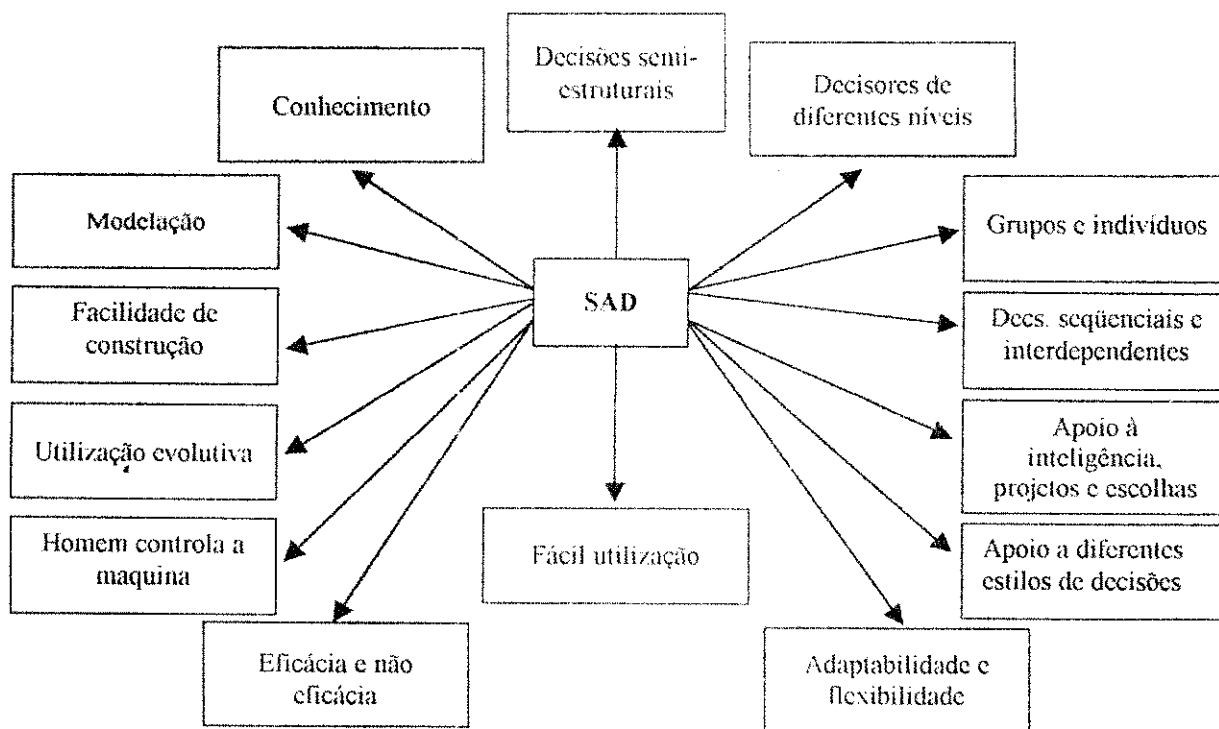 Decisões semi-
estruturais
Decisores de
diferentes níveis
Conhecimento
Modelação
Grupos e indivíduos
SAD
Facilidade de
construção
Decs. seqüenciais e
interdependentes
Utilização evolutiva
Apoio à
inteligência,
projetos e escolhas
Homem controla a
maquina
Fácil utilização
Apoio a diferentes
estilos de decisões
Eficácia e não
eficácia
Adaptabilidade e
flexibilidade